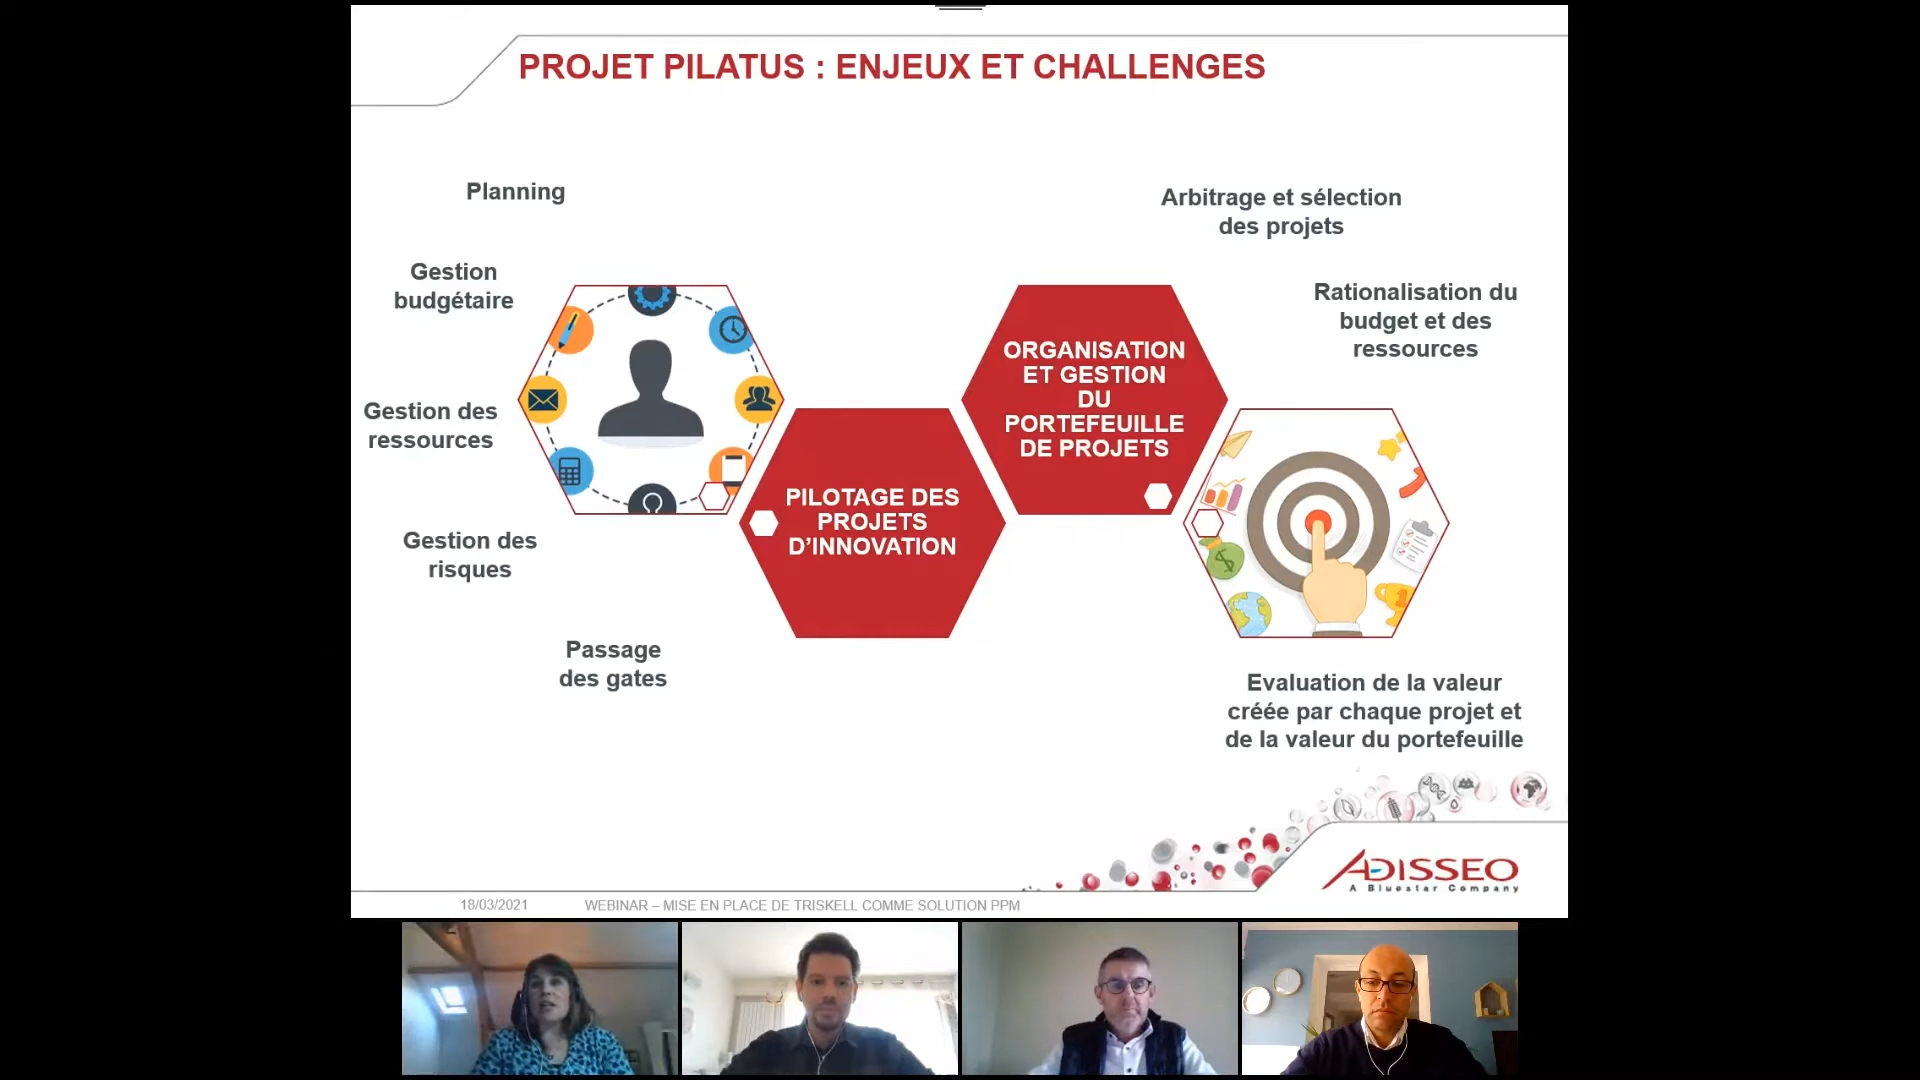 PROJET PILATUS : ENJEUX ET CHALLENGES
Planning
Gestion
budgétaire
Gestion des
ressources
Gestion des
risques
Passage
des gates
PILOTAGE DES
PROJETS
D’INNOVATION
ORGANISATION
ET GESTION
DU
PORTEFEUILLE
DE PROJETS
Arbitrage et sélection
des projets
Rationalisation du
budget et des
ressources
Evaluation de la valeur
créée par chaque projet et
de la valeur du portefeuille
ADISSEO
A Bluestar Company
18/03/2021
WEBINAR – MISE EN PLACE DE TRISKELL COMME SOLUTION PPM